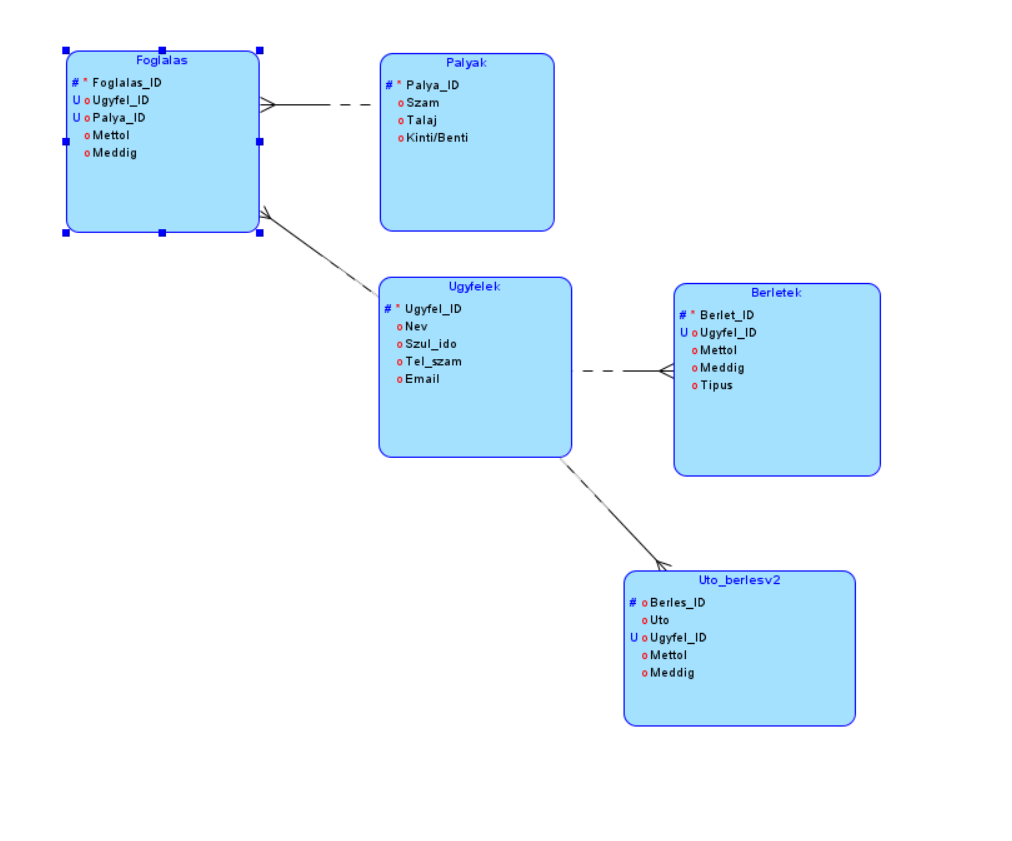 Foglalas
# * Foglalas_ID
U o Ugyfel_ID
U o Palya_ID
o Mettol
o Meddig
Palyak
# * Palya_ID
o Szam
o Talaj
o Kinti/Benti
Ugyfelek
# * Ugyfel_ID
o Nev
o Szul_ido
o Tel_szam
o Email
Berletek
# * Berlet_ID
U o Ugyfel_ID
o Mettol
o Meddig
o Tipus
Uto_berlesv2
# o Berles_ID
o Uto
U o Ugyfel_ID
o Mettol
o Meddig